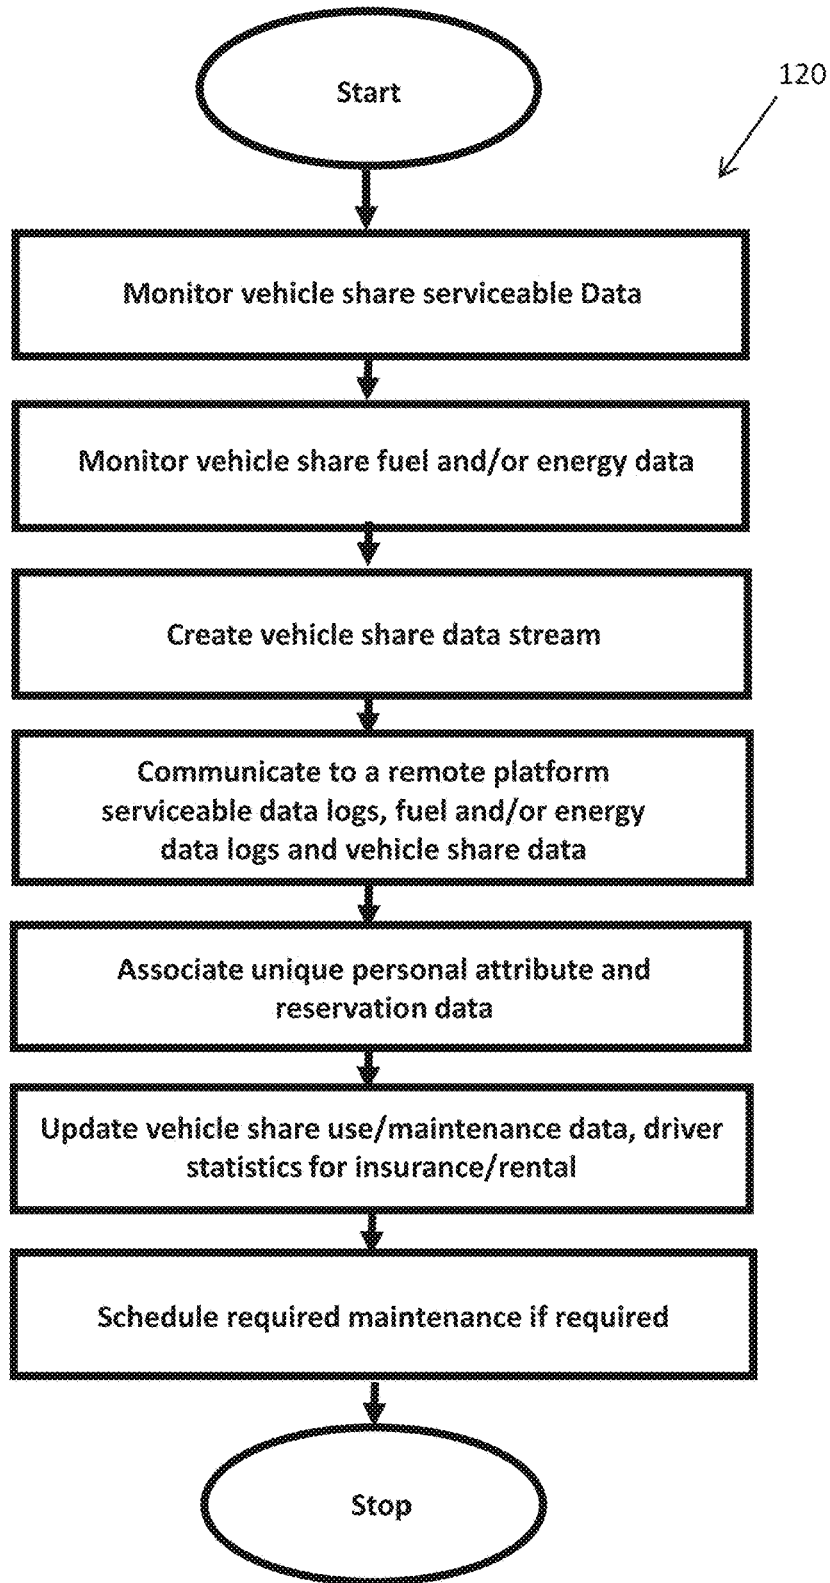 Start
120
Monitor vehicle share serviceable Data
Monitor vehicle share fuel and/or energy data
Create vehicle share data stream
Communicate to a remote platform
serviceable data logs, fuel and/or energy
data logs and vehicle share data
Associate unique personal attribute and
reservation data
Update vehicle share use/maintenance data, driver
statistics for insurance/rental
Schedule required maintenance if required
Stop